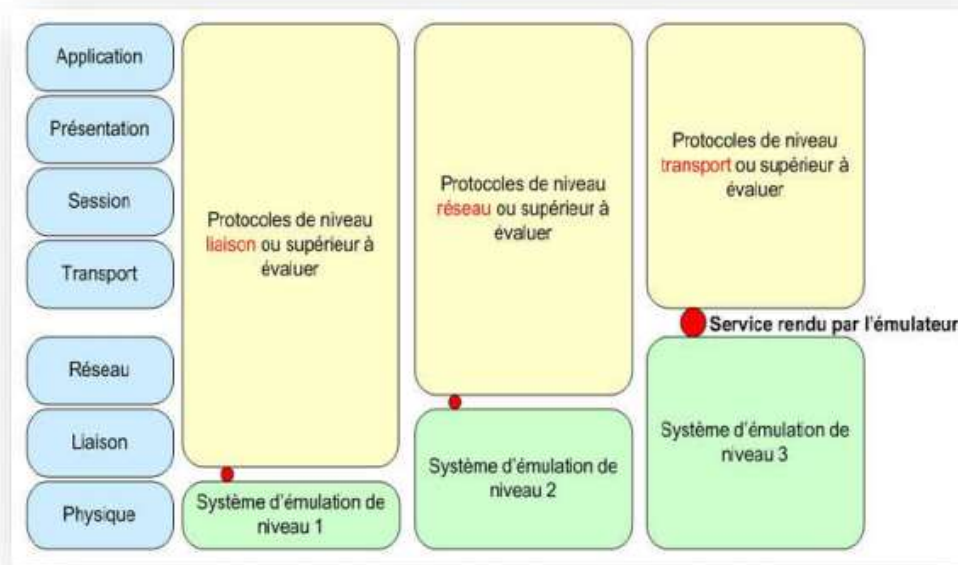 Application
Présentation
Session
Transport
Réseau
Liaison
Physique
Protocoles de niveau
liaison ou supérieur à
évaluer
Système d'émulation de
niveau 1
Protocoles de niveau
réseau ou supérieur à
évaluer
Système d'émulation de
niveau 2
Protocoles de niveau
transport ou supérieur à
évaluer
Service rendu par l'émulateur
Système d'émulation de
niveau 3